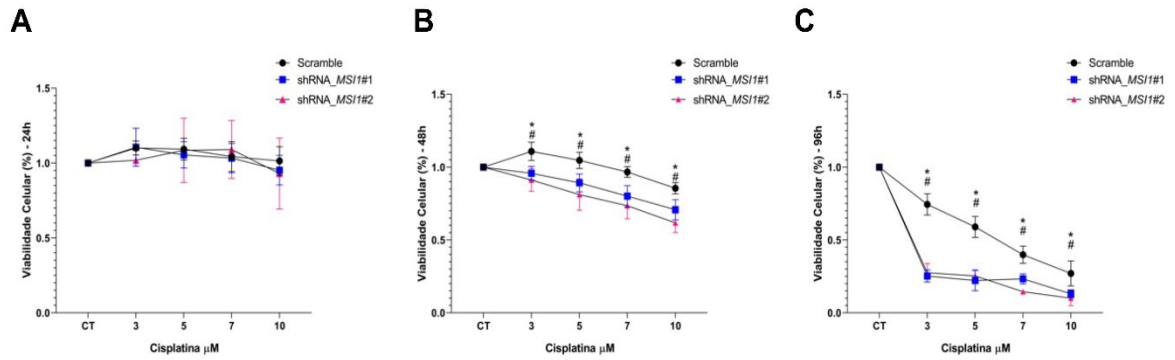 A
Scramble
shRNA_MSI1#1
shRNA_MSI1#2
Viabilidade Celular (%) - 24h
1.5
1.0
0.5
0.0
CT 3 5 7 10
Cisplatina μM
B
Scramble
shRNA_MSI1#1
shRNA_MSI1#2
Viabilidade Celular (%) - 48h
1.5
1.0
0.5
0.0
* * * *
# # # #
CT 3 5 7 10
Cisplatina μM
C
Scramble
shRNA_MSI1#1
shRNA_MSI1#2
Viabilidade Celular (%) - 96h
1.5
1.0
0.5
0.0
* * * *
# # # #
CT 3 5 7 10
Cisplatina μM